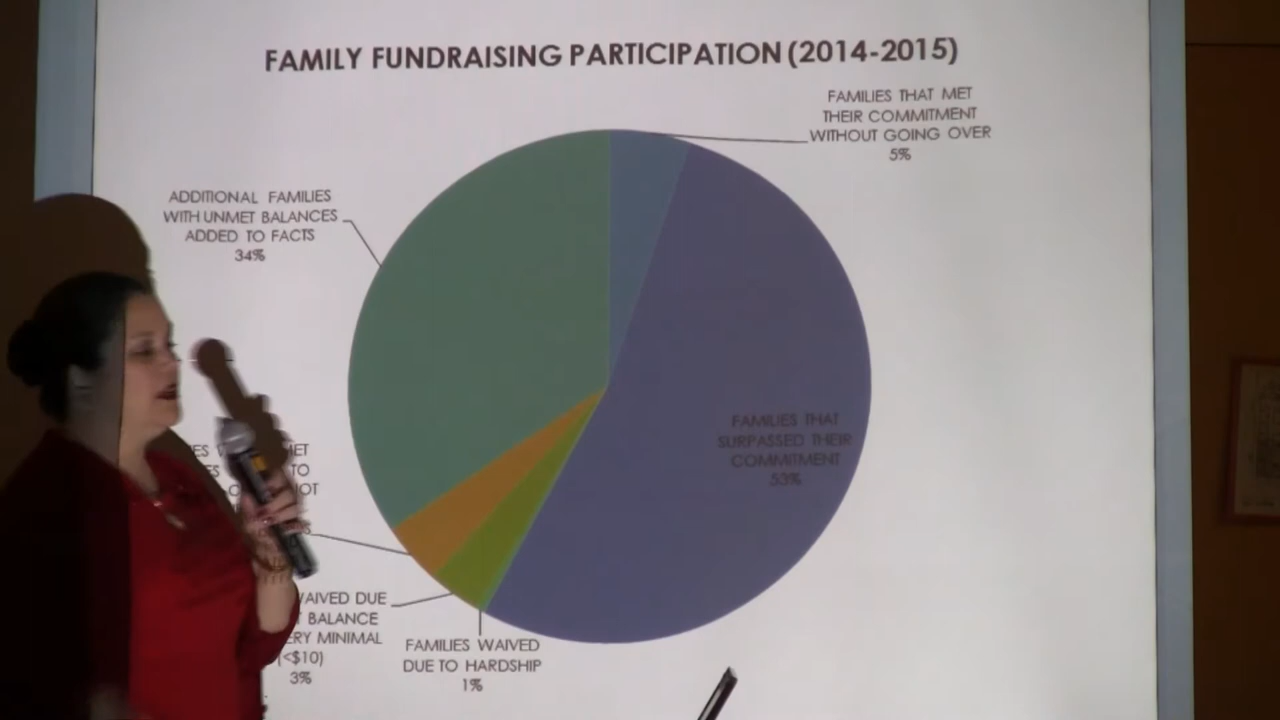 FAMILY FUNDRAISING PARTICIPATION (2014-2015)
FAMILIES THAT MET
THEIR COMMITMENT
WITHOUT GOING OVER
5%
ADDITIONAL FAMILIES
WITH UNMET BALANCES
ADDED TO FACTS
34%
FAMILIES THAT
SURPASSED THEIR
COMMITMENT
53%
TO
WAIVED DUE
BALANCE
MINIMAL
(<$10)
3%
FAMILIES WAIVED
DUE TO HARDSHIP
1%